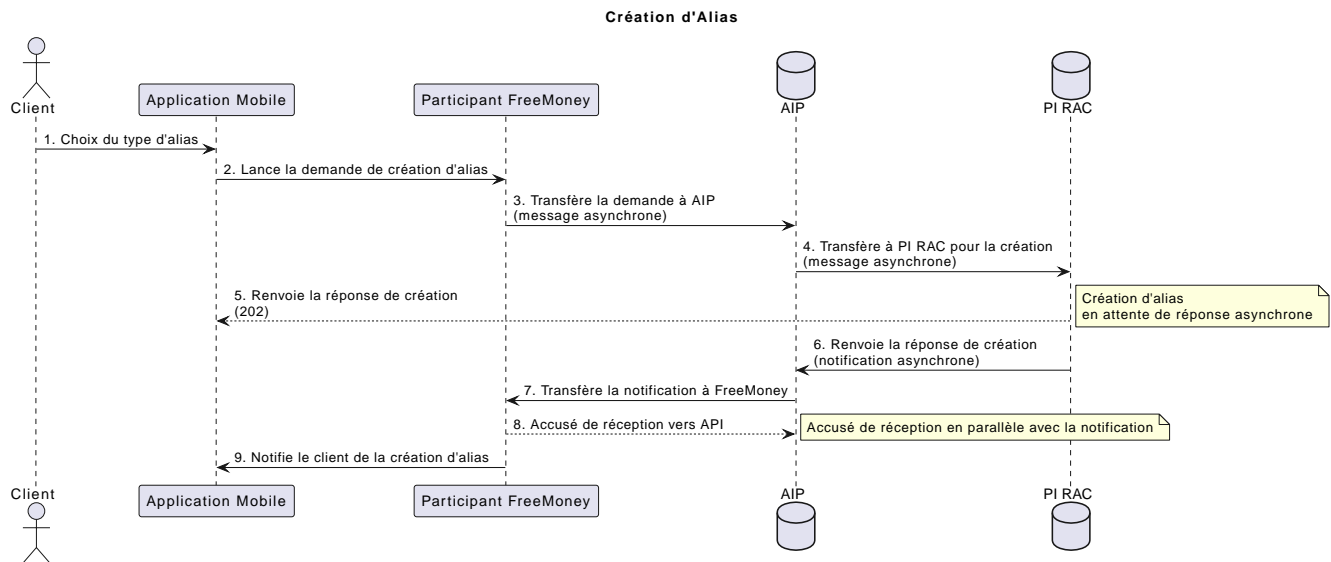 Création d'Alias
Client
Application Mobile
Participant FreeMoney
AIP
PI RAC
1. Choix du type d'alias
2. Lance la demande de création d'alias
3. Transfère la demande à AIP
(message asynchrone)
4. Transfère à PI RAC pour la création
(message asynchrone)
5. Renvoie la réponse de création
(202)
Création d'alias
en attente de réponse asynchrone
6. Renvoie la réponse de création
(notification asynchrone)
7. Transfère la notification à FreeMoney
8. Accusé de réception vers API
Accusé de réception en parallèle avec la notification
9. Notifie le client de la création d'alias
Client
Application Mobile
Participant FreeMoney
AIP
PI RAC